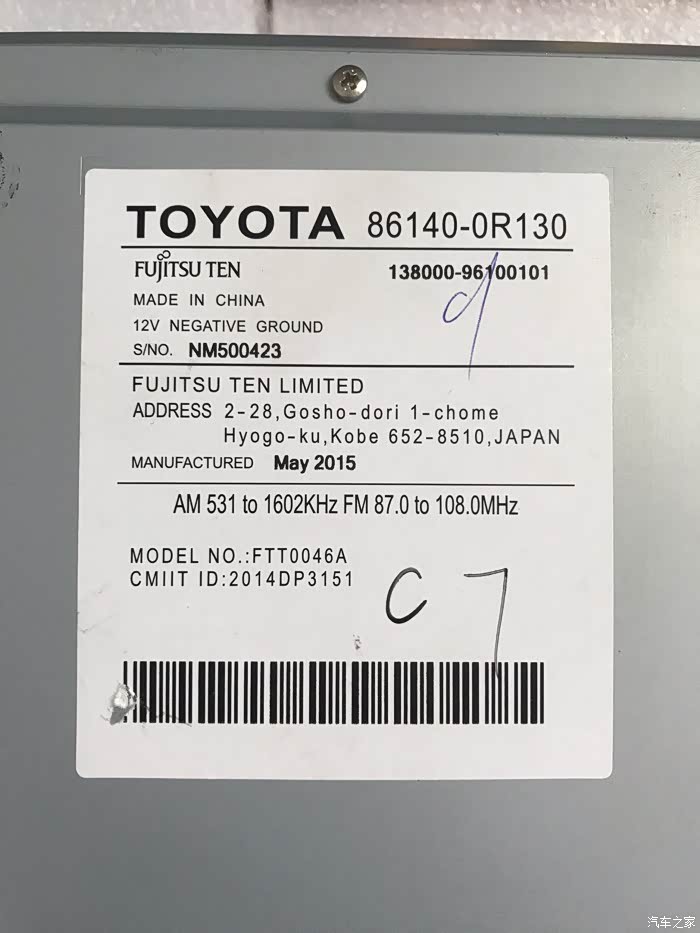 TOYOTA 86140-0R130
FUJITSU TEN 138000-96100101
MADE IN CHINA
12V NEGATIVE GROUND
S/NO. NM500423
FUJITSU TEN LIMITED
ADDRESS 2-28,Gosho-dori 1-chome
Hyogo-ku,Kobe 652-8510,JAPAN
MANUFACTURED May 2015
AM 531 to 1602KHz FM 87.0 to 108.0MHz
MODEL NO.:FTT0046A
CMIIT ID:2014DP3151
C7
汽车之家